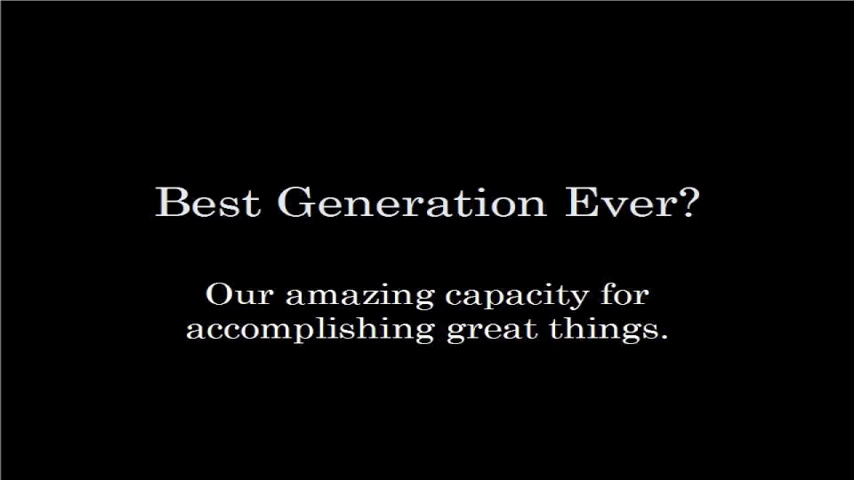 Best Generation Ever?
Our amazing capacity for
accomplishing great things.